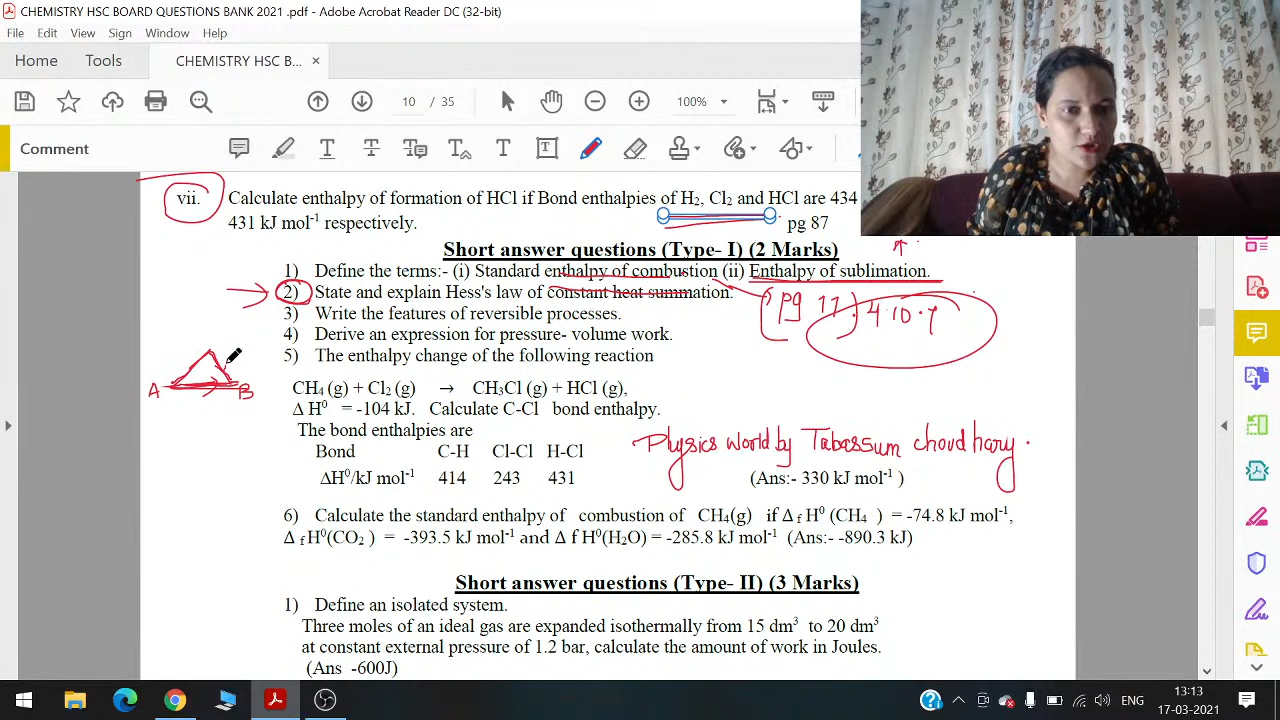 CHEMISTRY HSC BOARD QUESTIONS BANK 2021 .pdf - Adobe Acrobat Reader DC (32-bit)
File Edit View Sign Window Help
Home Tools CHEMISTRY HSC B... ×
10 / 35 100%
Comment
vii. Calculate enthalpy of formation of HCl if Bond enthalpies of H₂, Cl₂ and HCl are 434
431 kJ mol⁻¹ respectively. pg 87
Short answer questions (Type- I) (2 Marks)
1) Define the terms:- (i) Standard enthalpy of combustion (ii) Enthalpy of sublimation.
2) State and explain Hess's law of constant heat summation.
3) Write the features of reversible processes.
4) Derive an expression for pressure- volume work.
5) The enthalpy change of the following reaction
A B
CH₄ (g) + Cl₂ (g) → CH₃Cl (g) + HCl (g),
Δ H⁰ = -104 kJ. Calculate C-Cl bond enthalpy.
The bond enthalpies are
Physics world by Tabassum choudhary.
Bond C-H Cl-Cl H-Cl
ΔH⁰/kJ mol⁻¹ 414 243 431 (Ans:- 330 kJ mol⁻¹ )
6) Calculate the standard enthalpy of combustion of CH₄(g) if Δ f H⁰ (CH₄ ) = -74.8 kJ mol⁻¹,
Δ f H⁰(CO₂ ) = -393.5 kJ mol⁻¹ and Δ f H⁰(H₂O) = -285.8 kJ mol⁻¹ (Ans:- -890.3 kJ)
Short answer questions (Type- II) (3 Marks)
1) Define an isolated system.
Three moles of an ideal gas are expanded isothermally from 15 dm³ to 20 dm³
at constant external pressure of 1.2 bar, calculate the amount of work in Joules.
(Ans -600J)
ENG 13:13
17-03-2021